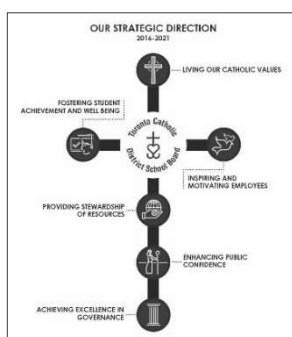 OUR STRATEGIC DIRECTION
2016-2021
LIVING OUR CATHOLIC VALUES
FOSTERING STUDENT
ACHIEVEMENT AND WELL BEING
Toronto Catholic
District School Board
INSPIRING AND
MOTIVATING EMPLOYEES
PROVIDING STEWARDSHIP
OF RESOURCES
ENHANCING PUBLIC
CONFIDENCE
ACHIEVING EXCELLENCE IN
GOVERNANCE